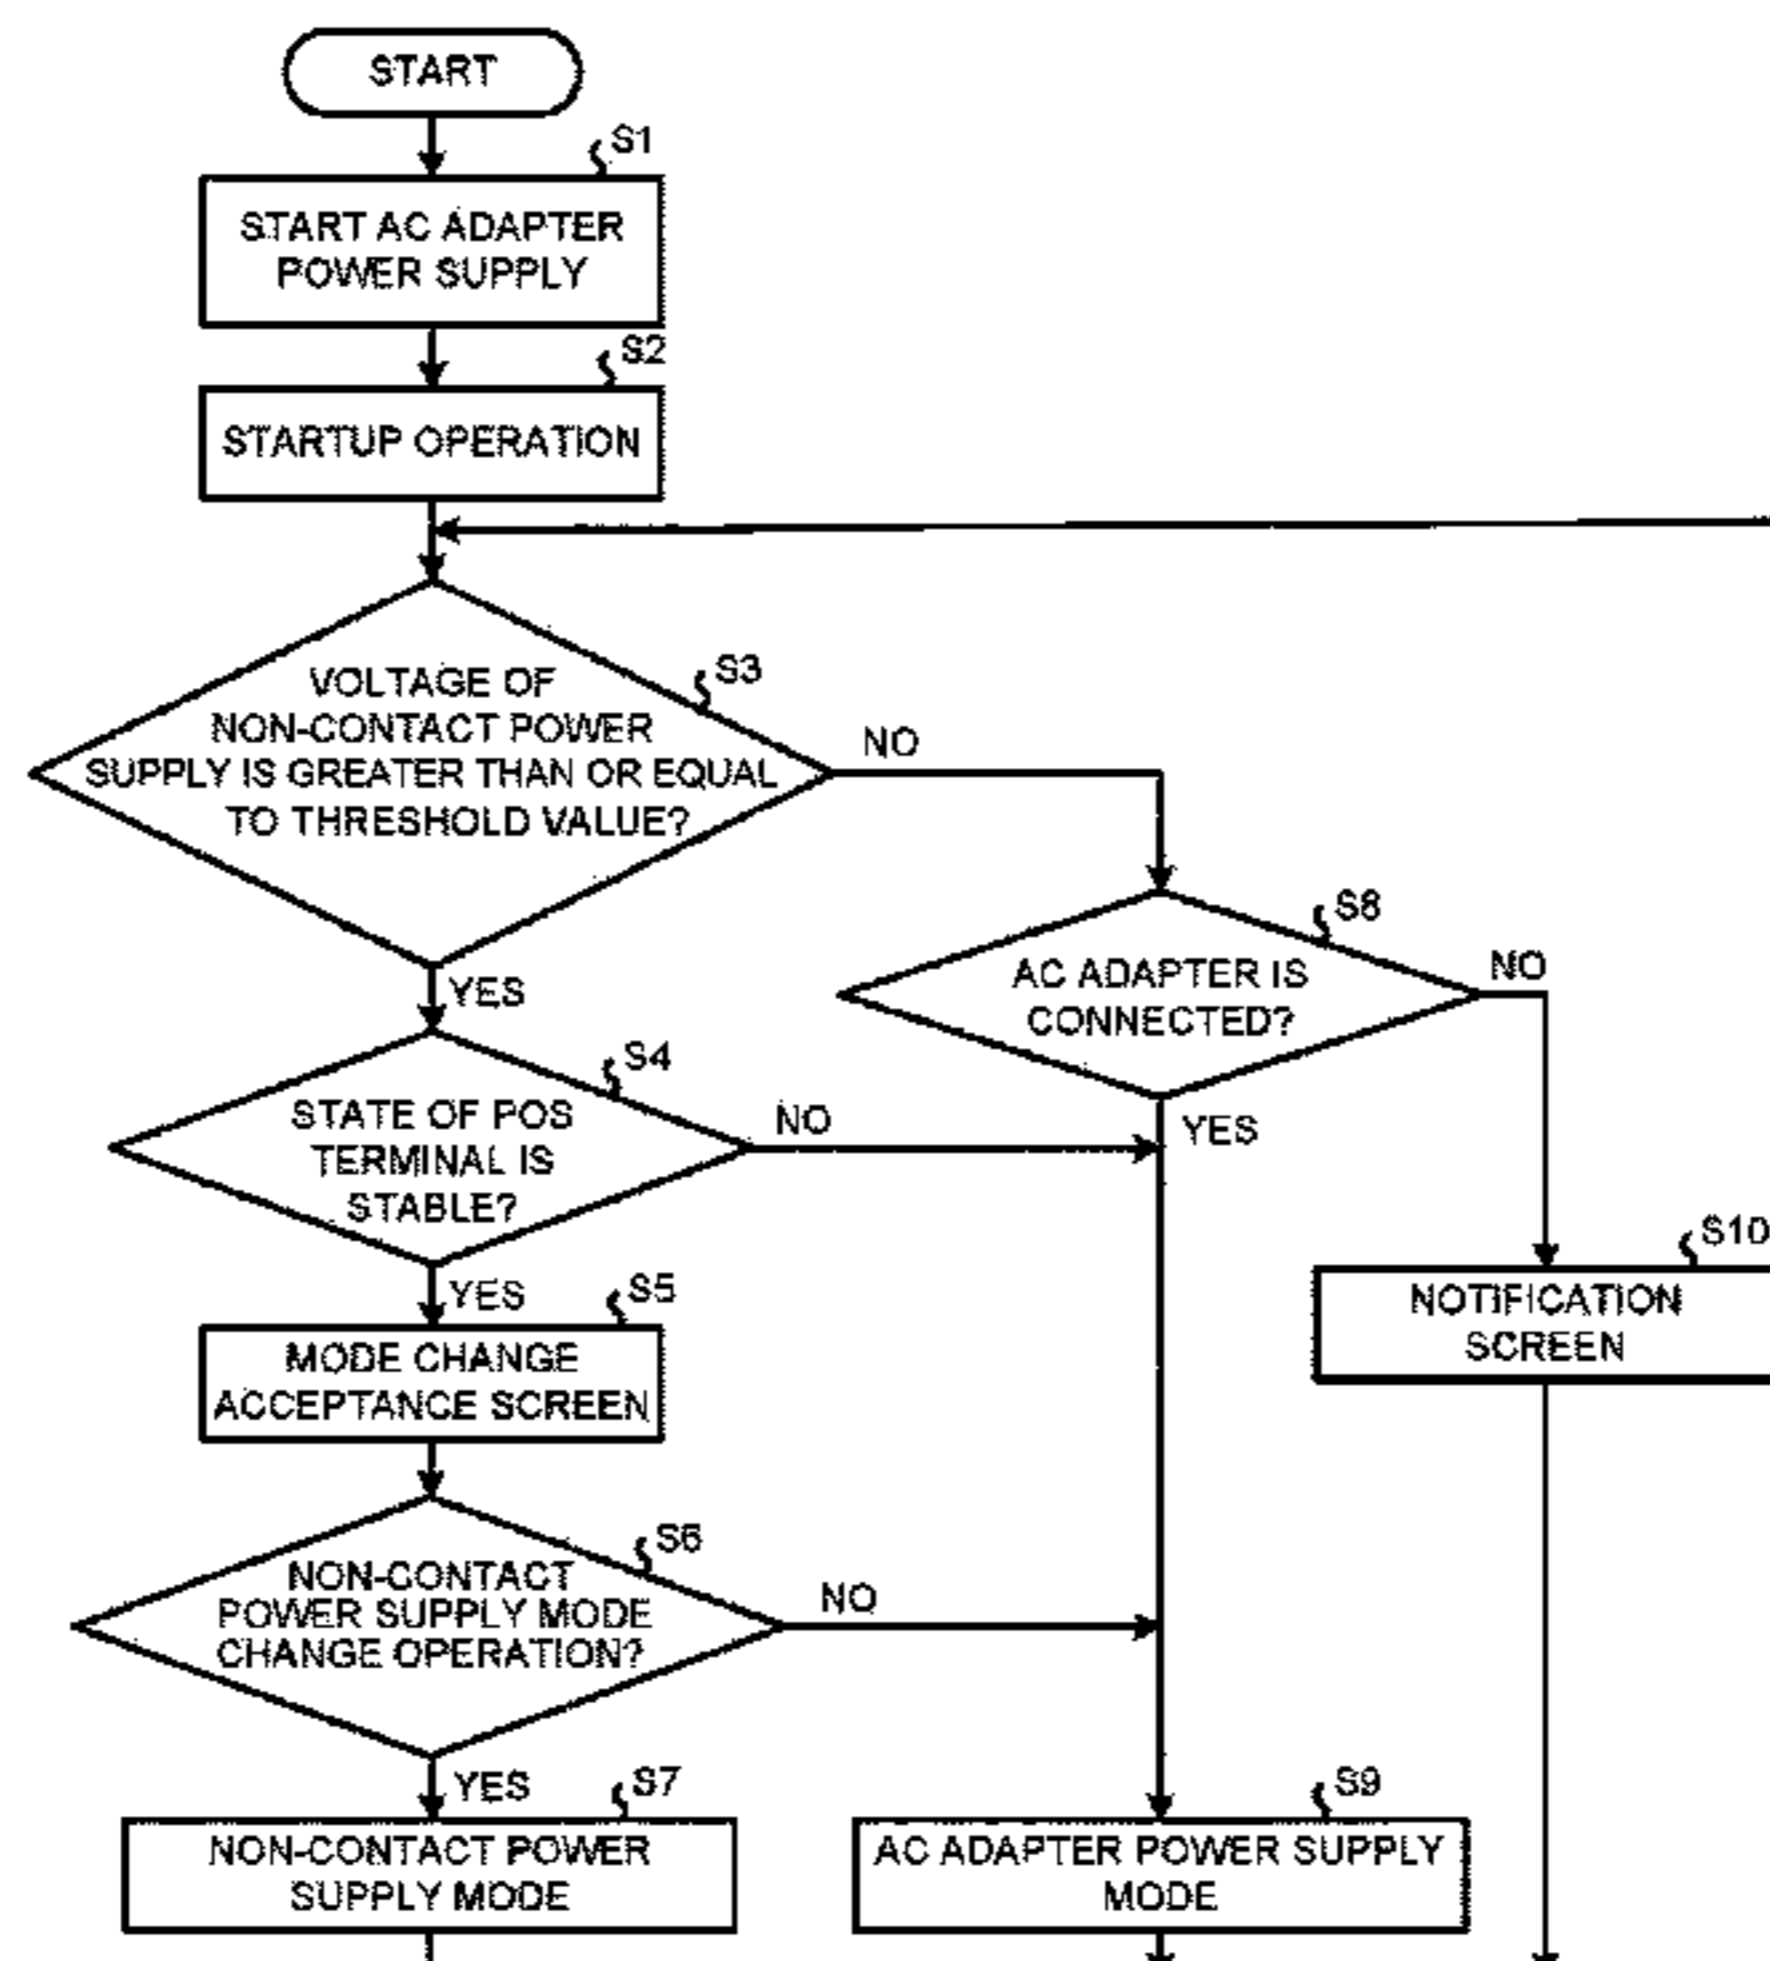 START
S1
START AC ADAPTER
POWER SUPPLY
S2
STARTUP OPERATION
S3
VOLTAGE OF
NON-CONTACT POWER
SUPPLY IS GREATER THAN OR EQUAL
TO THRESHOLD VALUE?
NO
YES
S8
AC ADAPTER IS
CONNECTED?
NO
YES
S4
STATE OF POS
TERMINAL IS
STABLE?
NO
YES
S10
NOTIFICATION
SCREEN
S5
MODE CHANGE
ACCEPTANCE SCREEN
S6
NON-CONTACT
POWER SUPPLY MODE
CHANGE OPERATION?
NO
YES
S7
NON-CONTACT POWER
SUPPLY MODE
S9
AC ADAPTER POWER SUPPLY
MODE